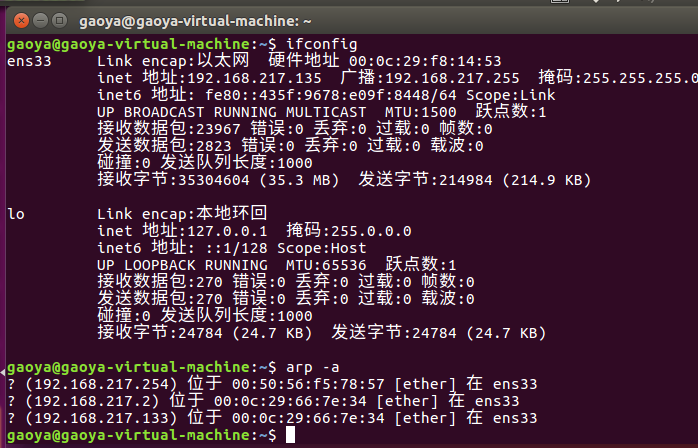 gaoya@gaoya-virtual-machine: ~
gaoya@gaoya-virtual-machine:~$ ifconfig
ens33 Link encap:以太网 硬件地址 00:0c:29:f8:14:53
inet 地址:192.168.217.135 广播:192.168.217.255 掩码:255.255.255.0
inet6 地址: fe80::435f:9678:e09f:8448/64 Scope:Link
UP BROADCAST RUNNING MULTICAST MTU:1500 跃点数:1
接收数据包:23967 错误:0 丢弃:0 过载:0 帧数:0
发送数据包:2823 错误:0 丢弃:0 过载:0 载波:0
碰撞:0 发送队列长度:1000
接收字节:35304604 (35.3 MB) 发送字节:214984 (214.9 KB)
lo Link encap:本地环回
inet 地址:127.0.0.1 掩码:255.0.0.0
inet6 地址: ::1/128 Scope:Host
UP LOOPBACK RUNNING MTU:65536 跃点数:1
接收数据包:270 错误:0 丢弃:0 过载:0 帧数:0
发送数据包:270 错误:0 丢弃:0 过载:0 载波:0
碰撞:0 发送队列长度:1000
接收字节:24784 (24.7 KB) 发送字节:24784 (24.7 KB)
gaoya@gaoya-virtual-machine:~$ arp -a
? (192.168.217.254) 位于 00:50:56:f5:78:57 [ether] 在 ens33
? (192.168.217.2) 位于 00:0c:29:66:7e:34 [ether] 在 ens33
? (192.168.217.133) 位于 00:0c:29:66:7e:34 [ether] 在 ens33
gaoya@gaoya-virtual-machine:~$